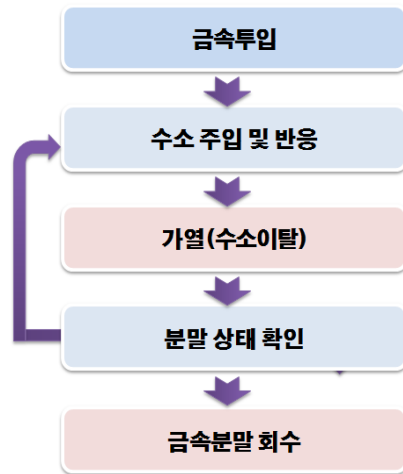 금속투입
수소 주입 및 반응
가열(수소이탈)
분말 상태 확인
금속분말 회수